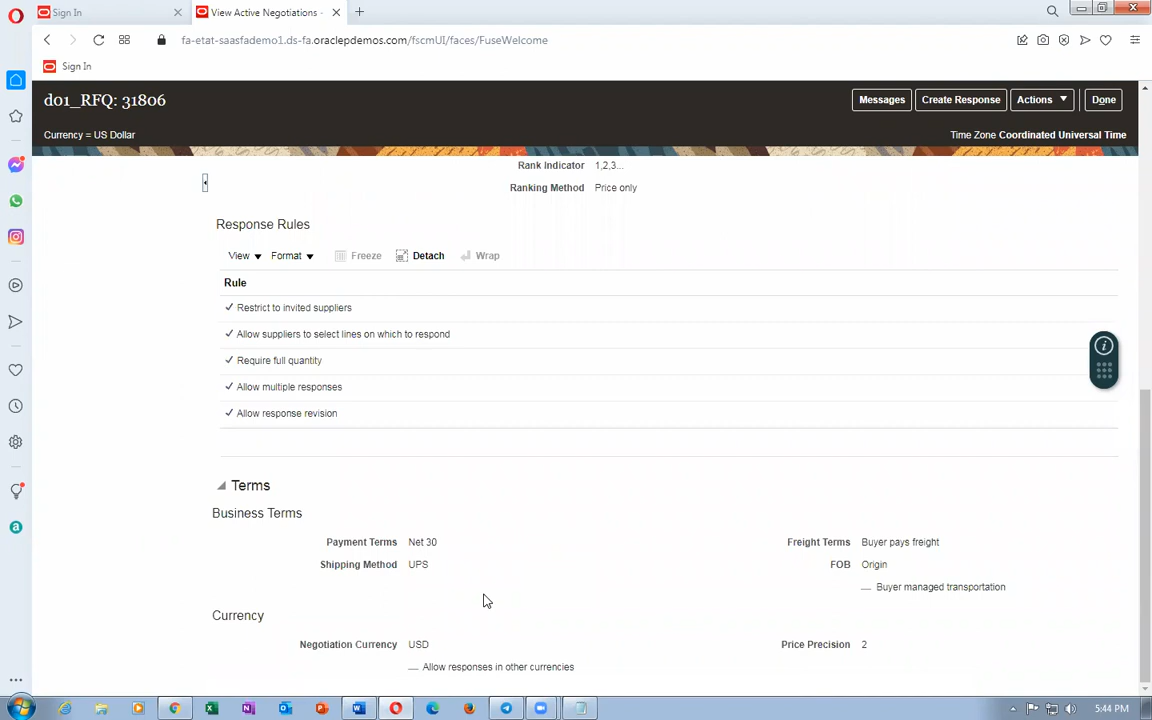 Sign In
View Active Negotiations -
fa-etat-saasfademo1.ds-fa.oraclepdemos.com/fscmUI/faces/FuseWelcome
Sign In
d01_RFQ: 31806
Messages
Create Response
Actions
Done
Currency = US Dollar
Time Zone Coordinated Universal Time
Rank Indicator 1,2,3...
Ranking Method Price only
Response Rules
View Format Freeze Detach Wrap
Rule
Restrict to invited suppliers
Allow suppliers to select lines on which to respond
Require full quantity
Allow multiple responses
Allow response revision
Terms
Business Terms
Payment Terms Net 30
Freight Terms Buyer pays freight
Shipping Method UPS
FOB Origin
Buyer managed transportation
Currency
Negotiation Currency USD
Price Precision 2
Allow responses in other currencies
5:44 PM